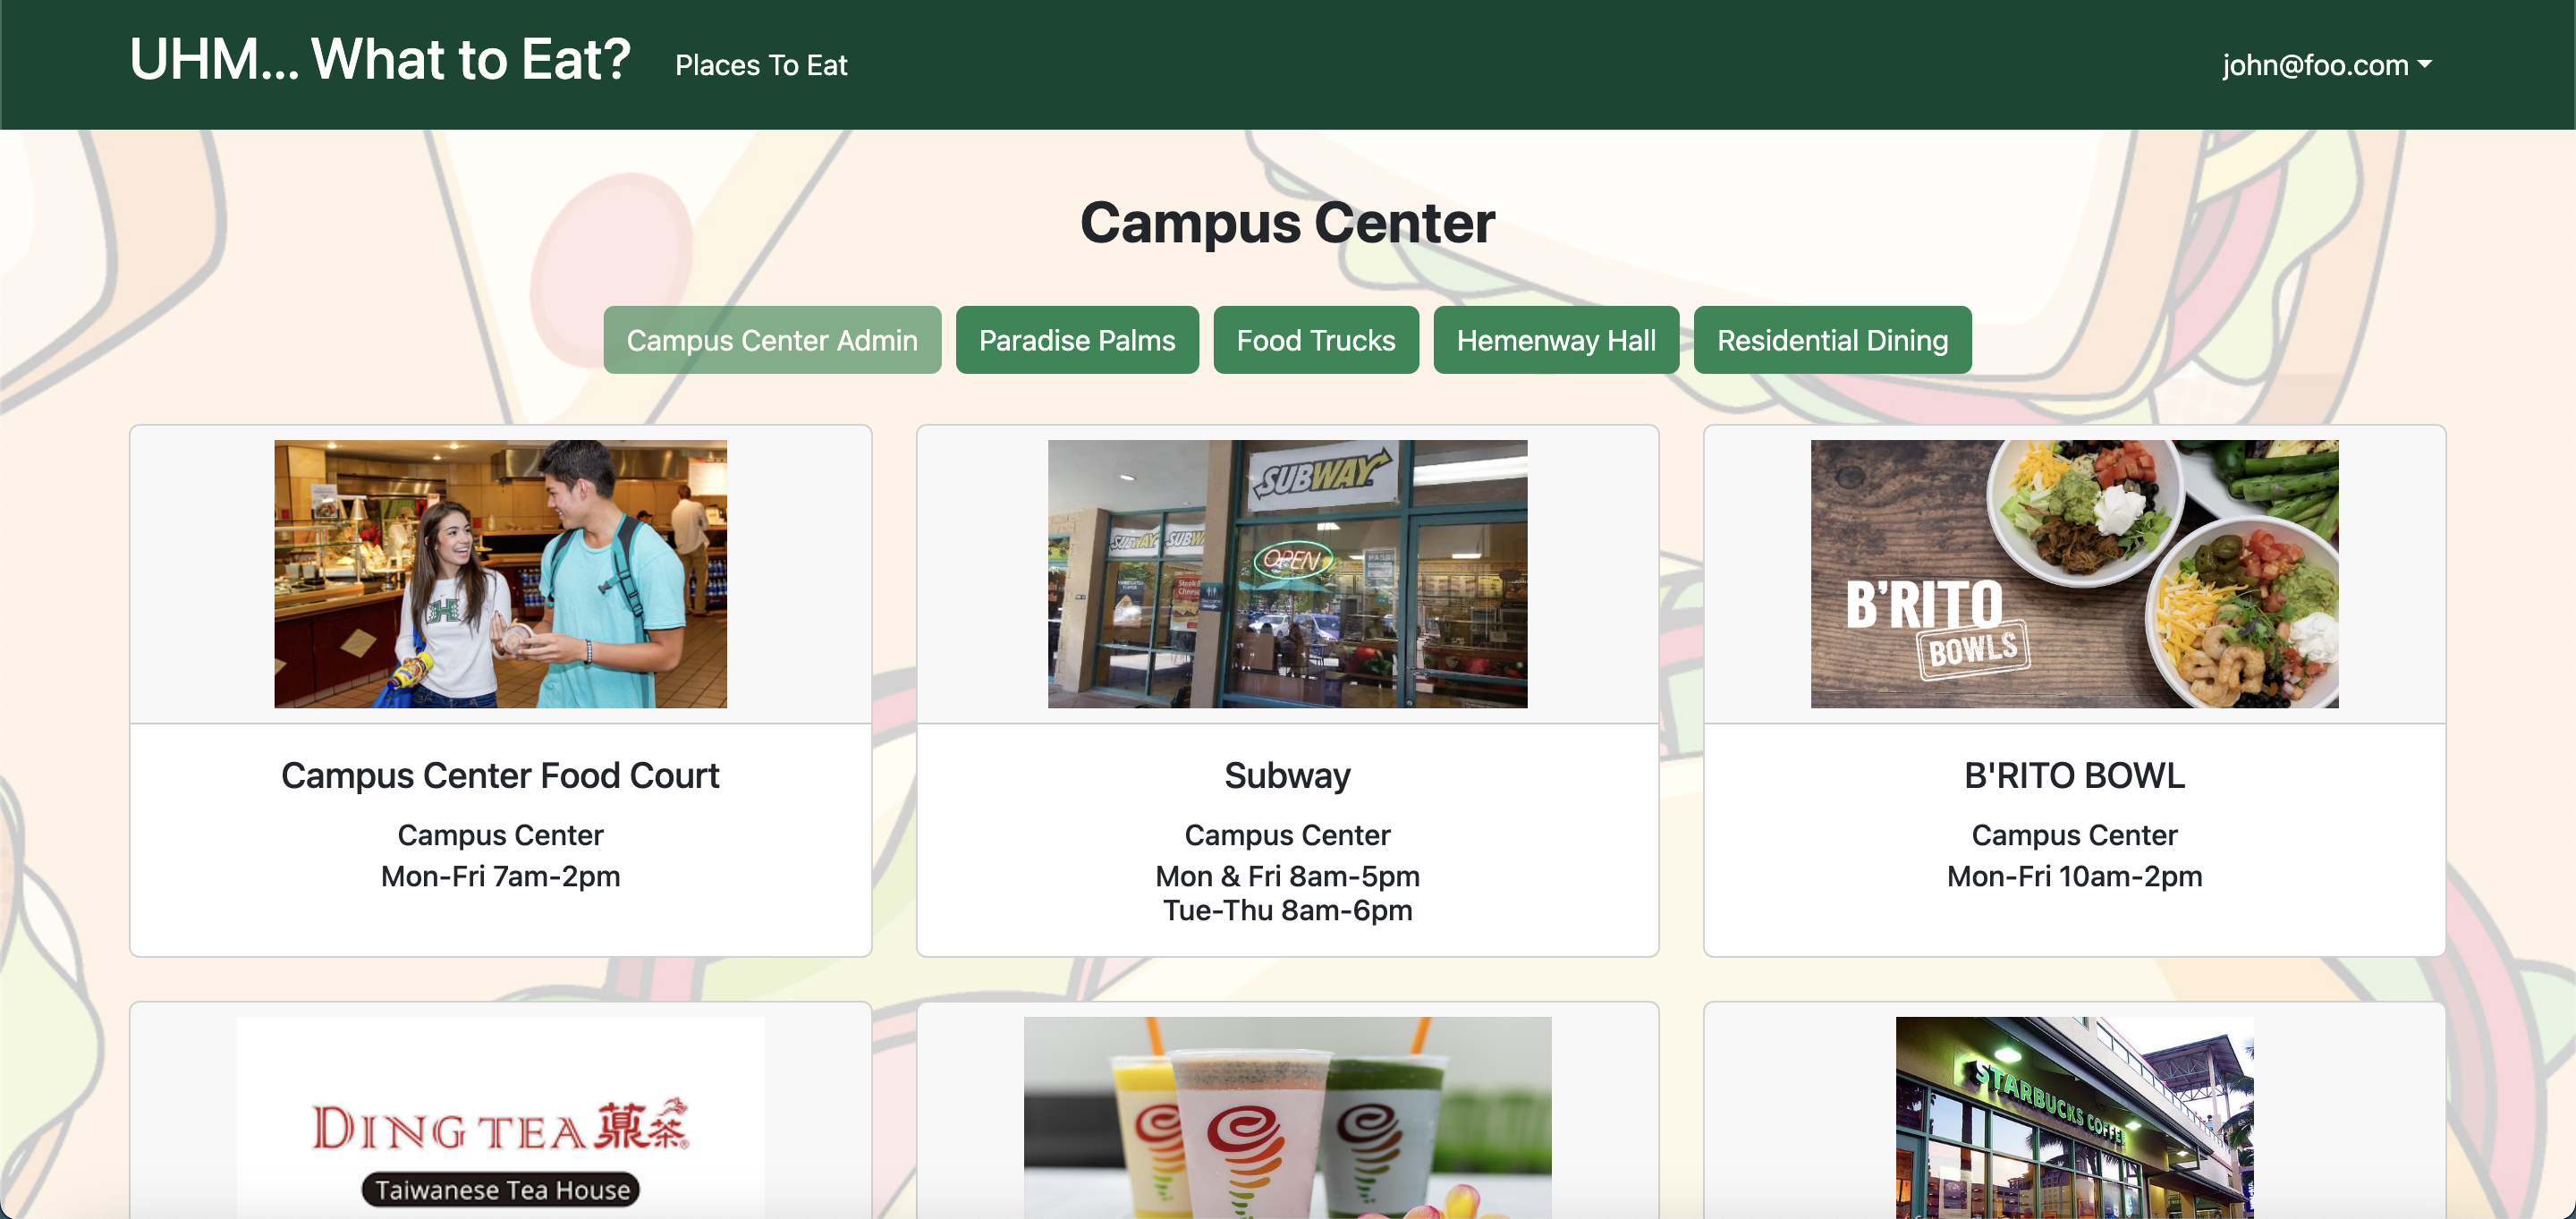 UHM... What to Eat?
Places To Eat
john@foo.com
Campus Center
Campus Center Admin
Paradise Palms
Food Trucks
Hemenway Hall
Residential Dining
SUBWAY
SUBWAY
OPEN
B'RITO
BOWLS
Campus Center Food Court
Campus Center
Mon-Fri 7am-2pm
Subway
Campus Center
Mon & Fri 8am-5pm
Tue-Thu 8am-6pm
B'RITO BOWL
Campus Center
Mon-Fri 10am-2pm
DING TEA 薡茶
Taiwanese Tea House
STARBUCKS COFFEE